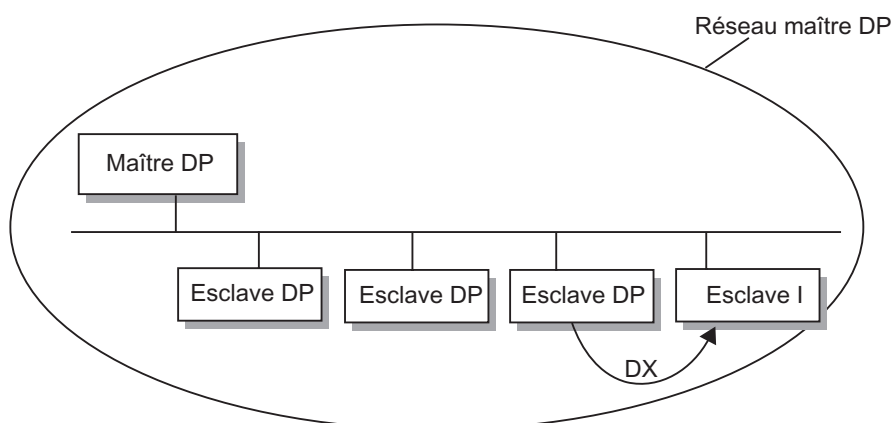 Réseau maître DP
Maître DP
Esclave DP
Esclave DP
Esclave DP
Esclave I
DX